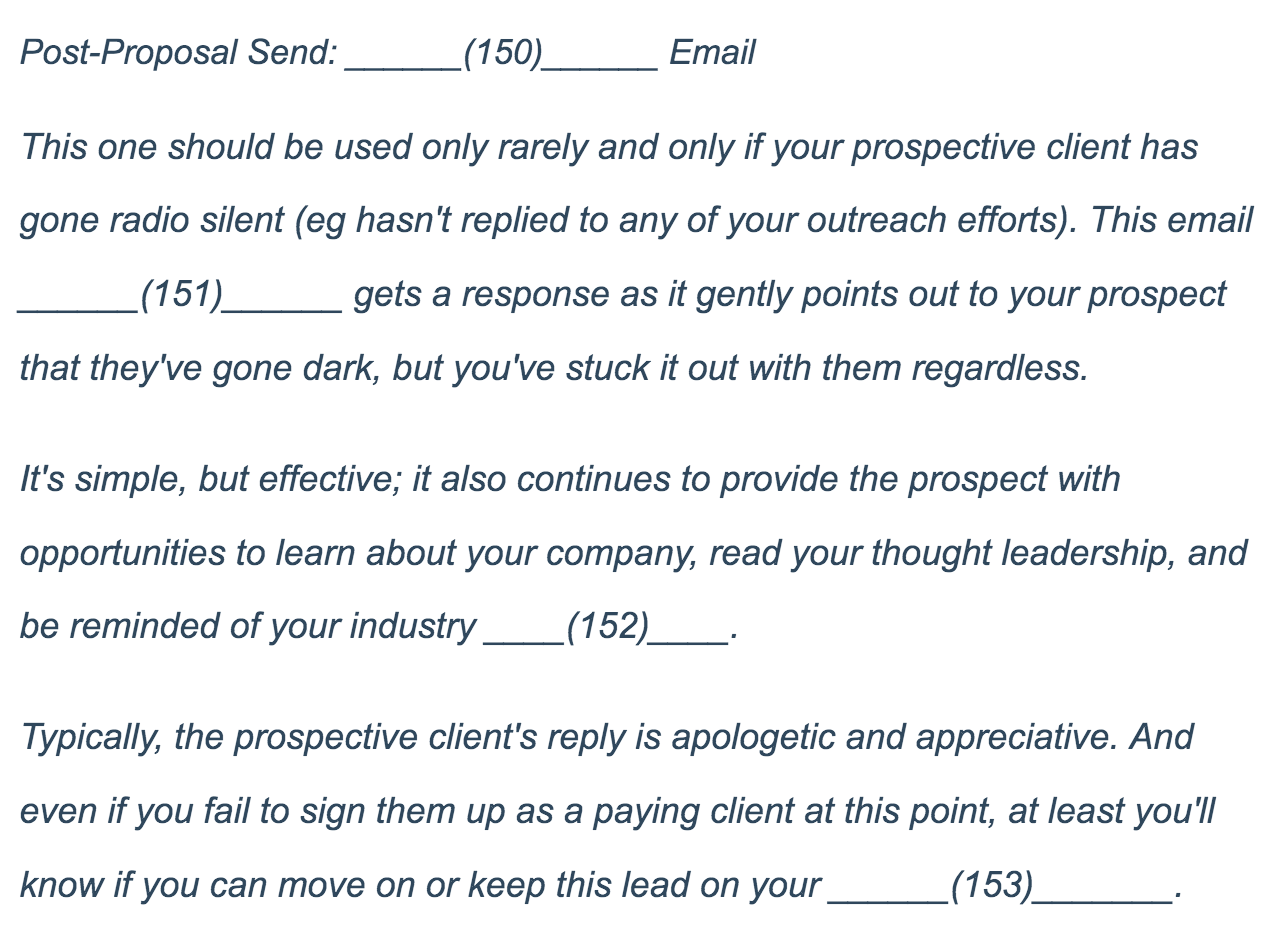 Post-Proposal Send: ______(150)______ Email
This one should be used only rarely and only if your prospective client has
gone radio silent (eg hasn't replied to any of your outreach efforts). This email
______(151)______ gets a response as it gently points out to your prospect
that they've gone dark, but you've stuck it out with them regardless.
It's simple, but effective; it also continues to provide the prospect with
opportunities to learn about your company, read your thought leadership, and
be reminded of your industry ____(152)____.
Typically, the prospective client's reply is apologetic and appreciative. And
even if you fail to sign them up as a paying client at this point, at least you'll
know if you can move on or keep this lead on your ______(153)_______.